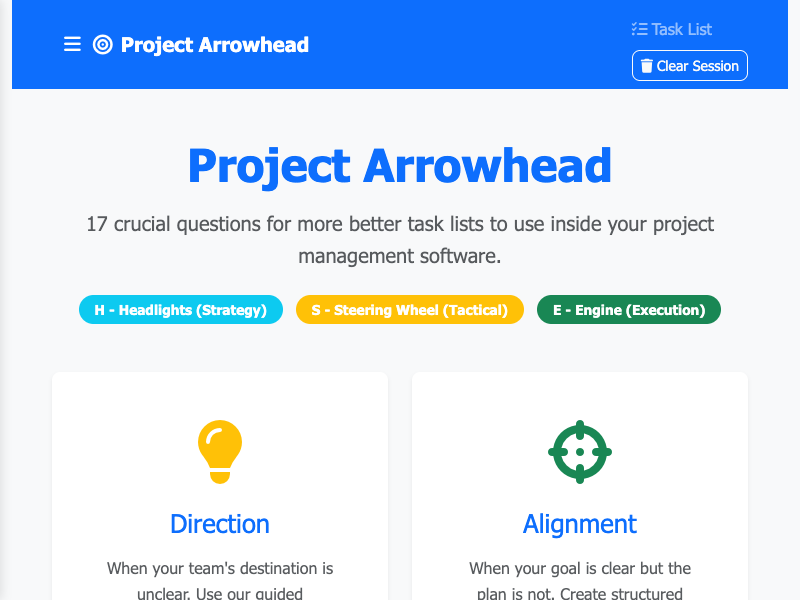 Project Arrowhead
Task List
Clear Session
Project Arrowhead
17 crucial questions for more better task lists to use inside your project
management software.
H - Headlights (Strategy)
S - Steering Wheel (Tactical)
E - Engine (Execution)
Direction
When your team's destination is
unclear. Use our guided
Alignment
When your goal is clear but the
plan is not. Create structured